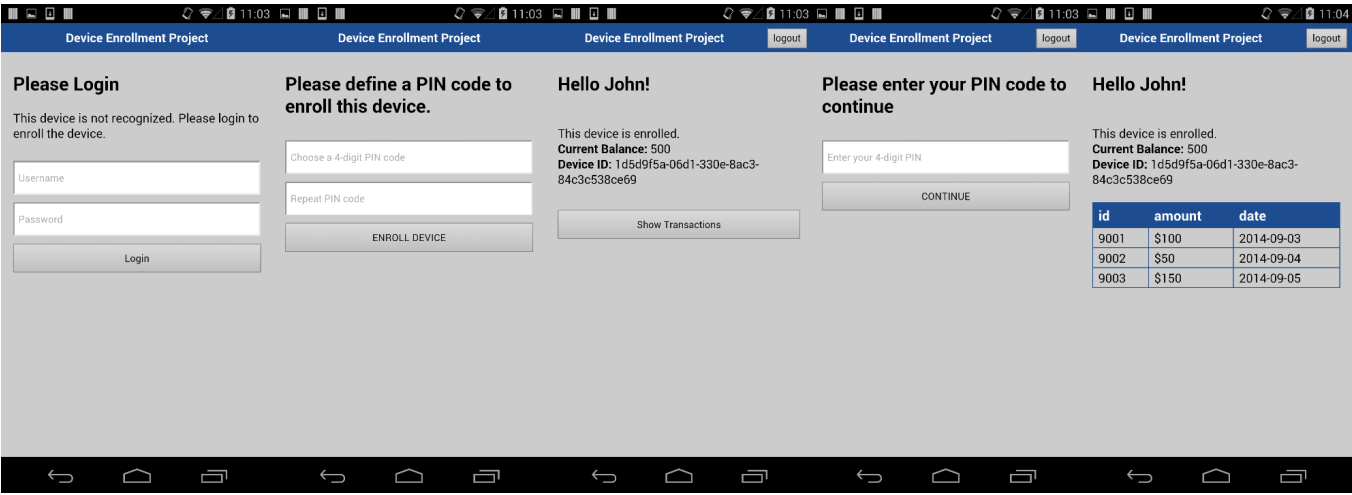 11:03
Device Enrollment Project
Please Login
This device is not recognized. Please login to
enroll the device.
Username
Password
Login
11:03
Device Enrollment Project
Please define a PIN code to
enroll this device.
Choose a 4-digit PIN code
Repeat PIN code
ENROLL DEVICE
11:03
Device Enrollment Project
logout
Hello John!
This device is enrolled.
Current Balance: 500
Device ID: 1d5d9f5a-06d1-330e-8ac3-
84c3c538ce69
Show Transactions
11:03
Device Enrollment Project
logout
Please enter your PIN code to
continue
Enter your 4-digit PIN
CONTINUE
11:04
Device Enrollment Project
logout
Hello John!
This device is enrolled.
Current Balance: 500
Device ID: 1d5d9f5a-06d1-330e-8ac3-
84c3c538ce69
id amount date
9001 $100 2014-09-03
9002 $50 2014-09-04
9003 $150 2014-09-05